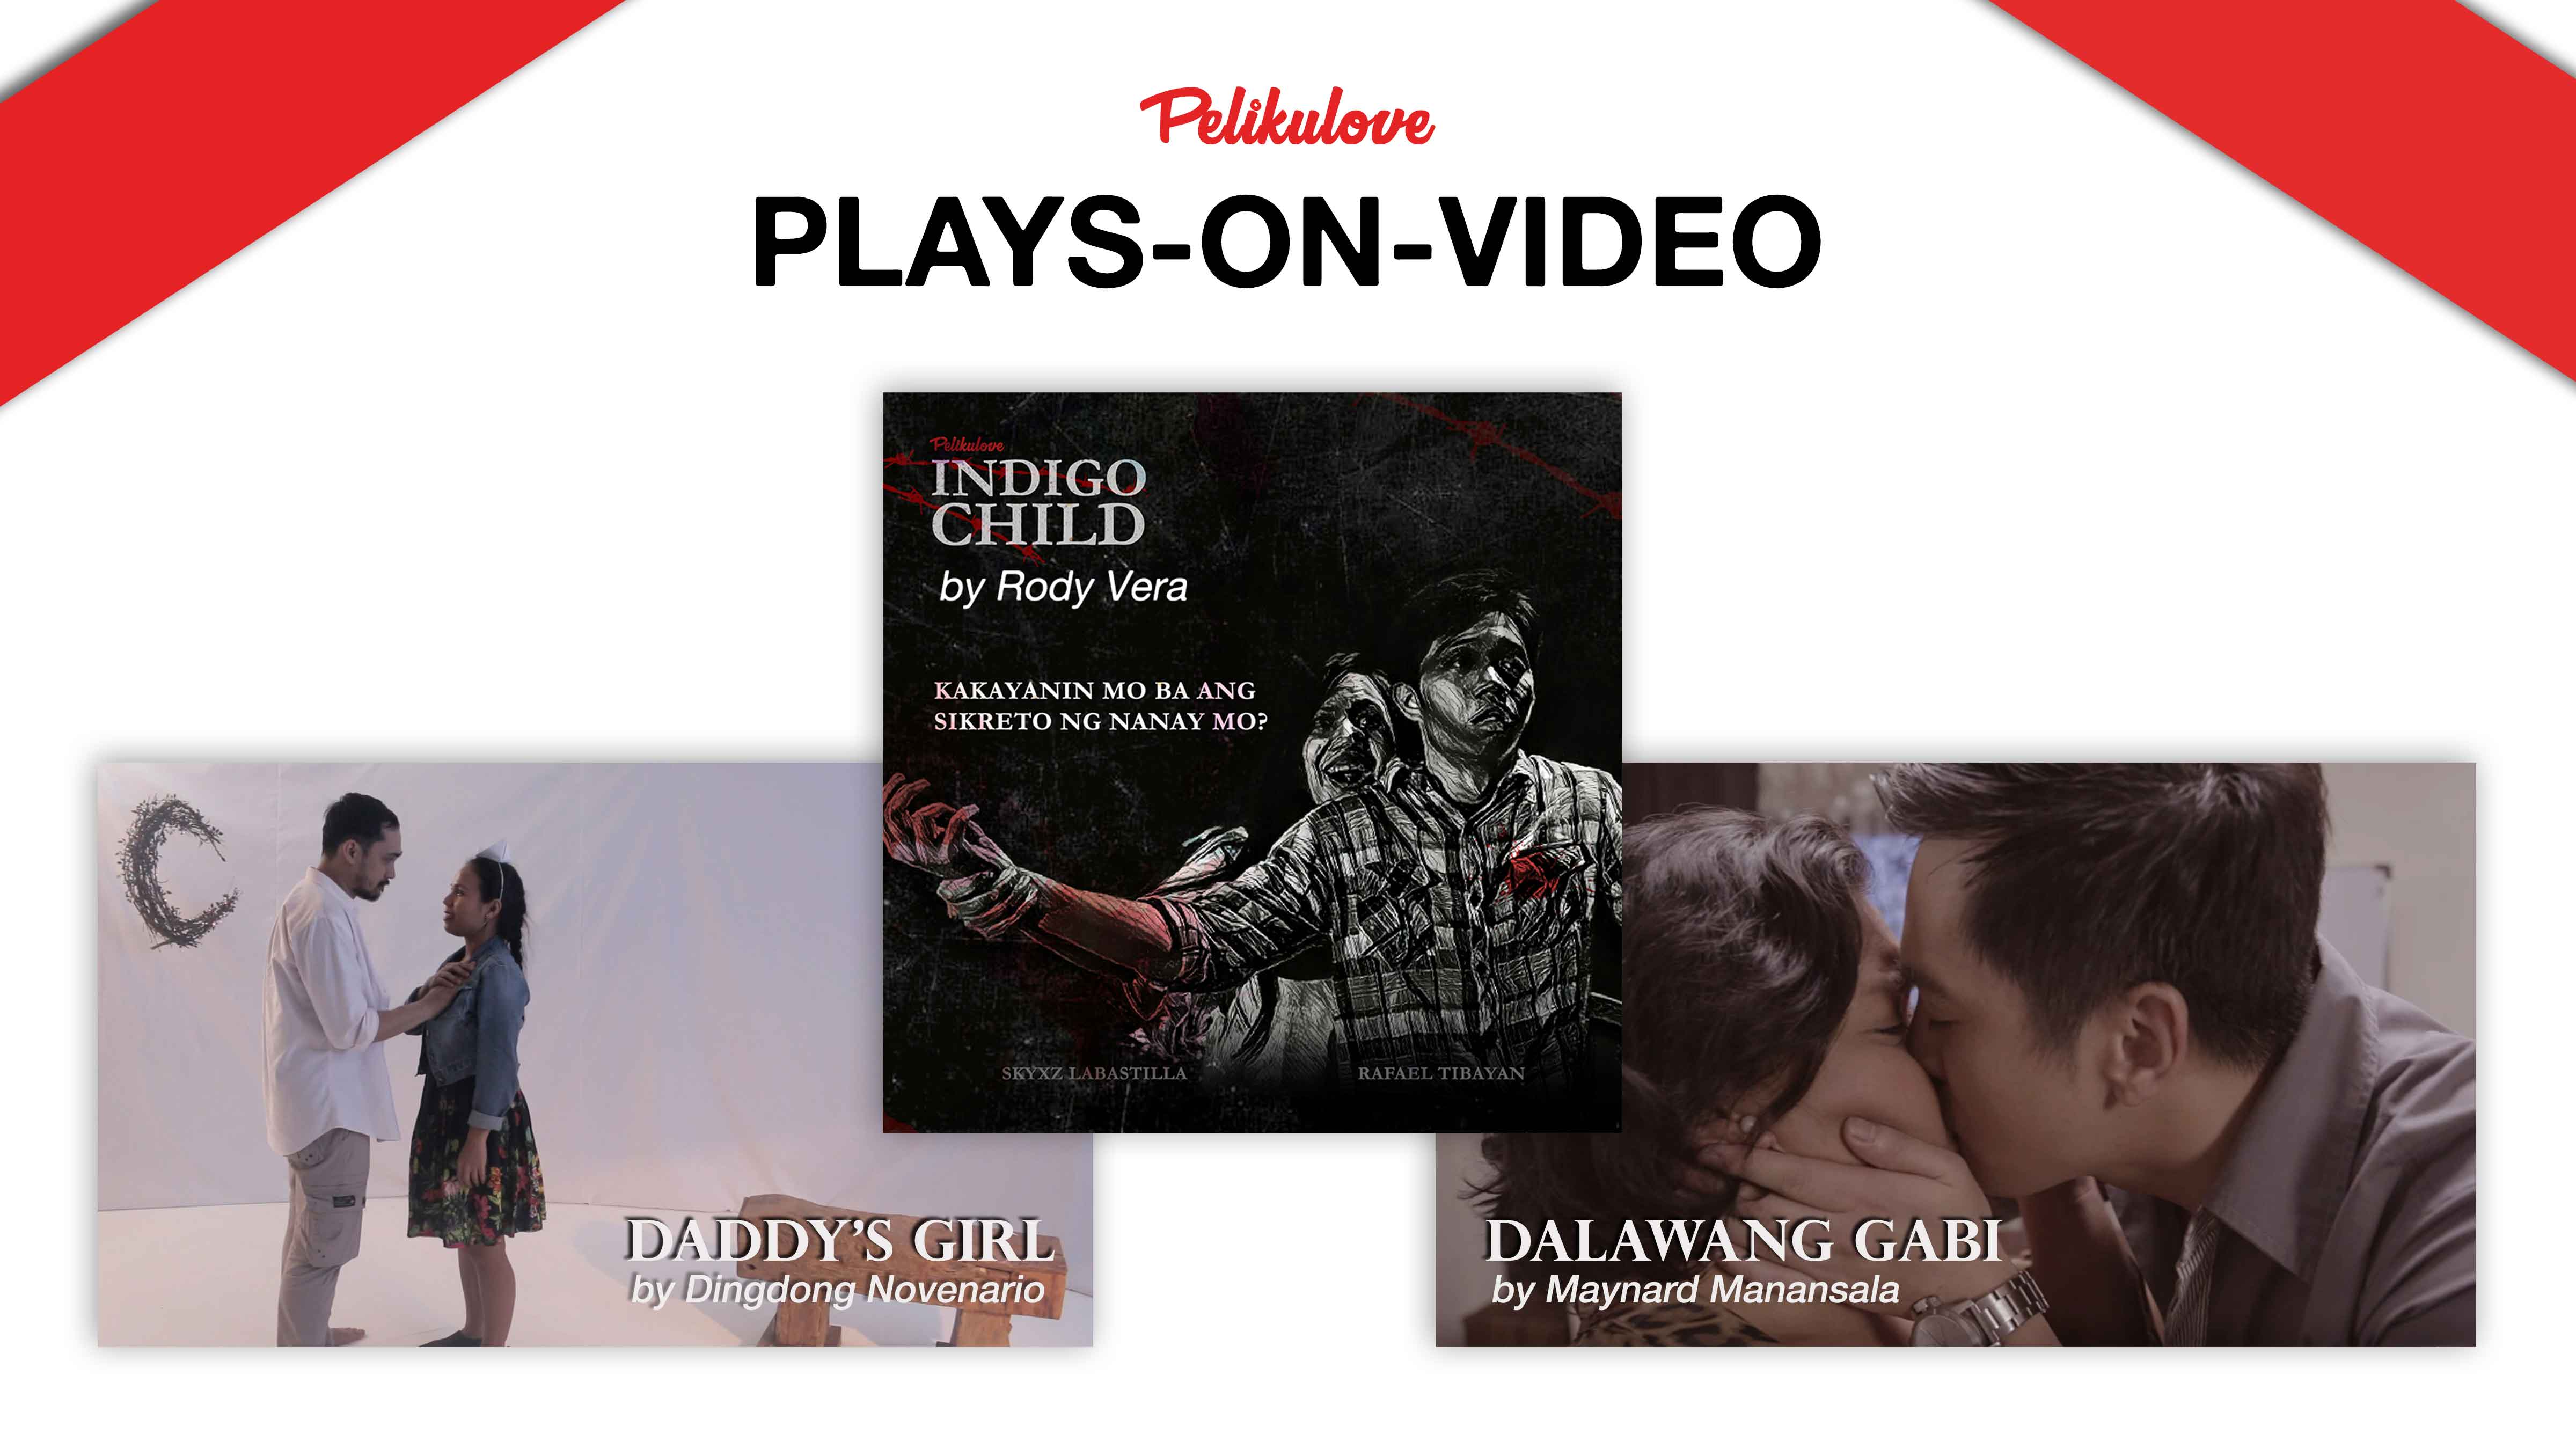 Pelikulove
PLAYS-ON-VIDEO
Pelikulove
INDIGO
CHILD
by Rody Vera
KAKAYANIN MO BA ANG
SIKRETO NG NANAY MO?
SKYXZ LABASTILLA
RAFAEL TIBAYAN
DADDY'S GIRL
by Dingdong Novenario
DALAWANG GABI
by Maynard Manansala